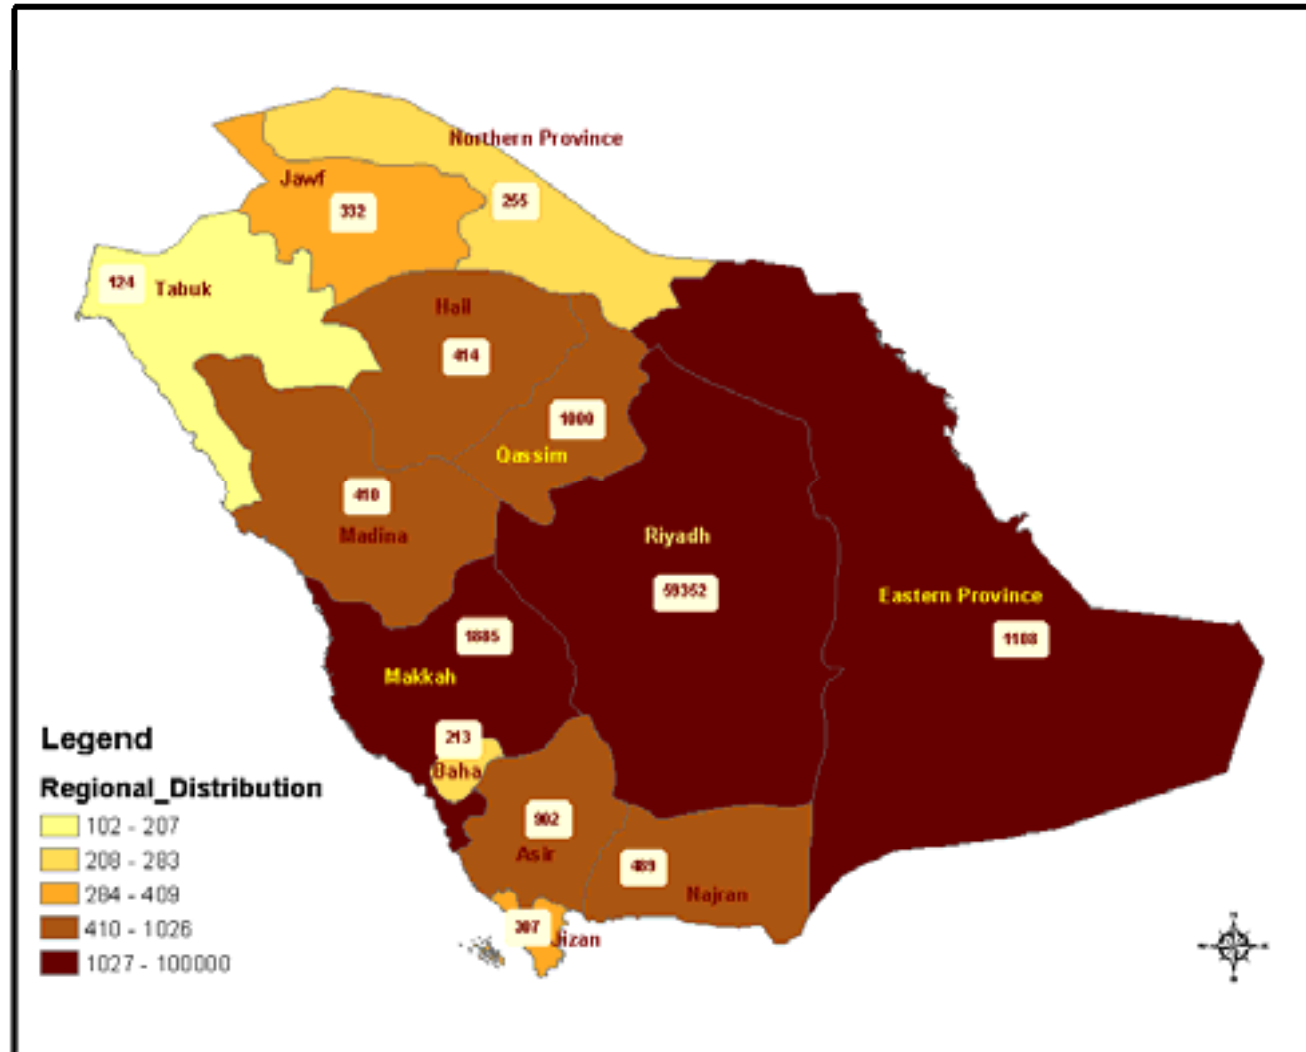 Northern Province
Jawf
332
255
124
Tabuk
Hail
414
1000
Qassim
410
Madina
Riyadh
59352
Eastern Province
1108
1885
Makkah
213
Baha
902
Asir
489
Najran
307
Jizan
Legend
Regional_Distribution
102 - 207
208 - 283
284 - 409
410 - 1026
1027 - 100000